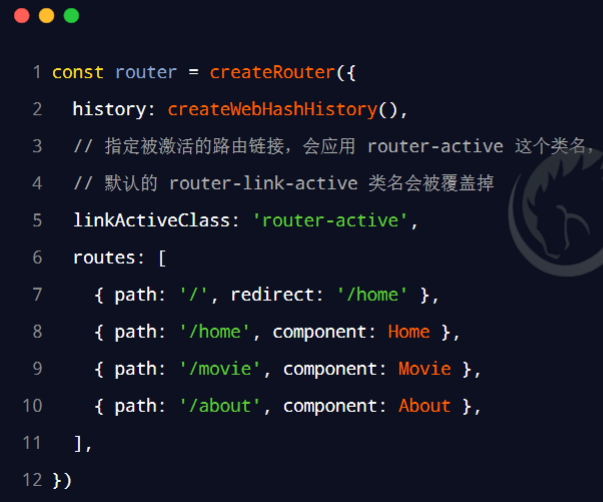 1 const router = createRouter({
2 history: createWebHashHistory(),
3 // 指定被激活的路由链接，会应用 router-active 这个类名，
4 // 默认的 router-link-active 类名会被覆盖掉
5 linkActiveClass: 'router-active',
6 routes: [
7 { path: '/', redirect: '/home' },
8 { path: '/home', component: Home },
9 { path: '/movie', component: Movie },
10 { path: '/about', component: About },
11 ],
12 })